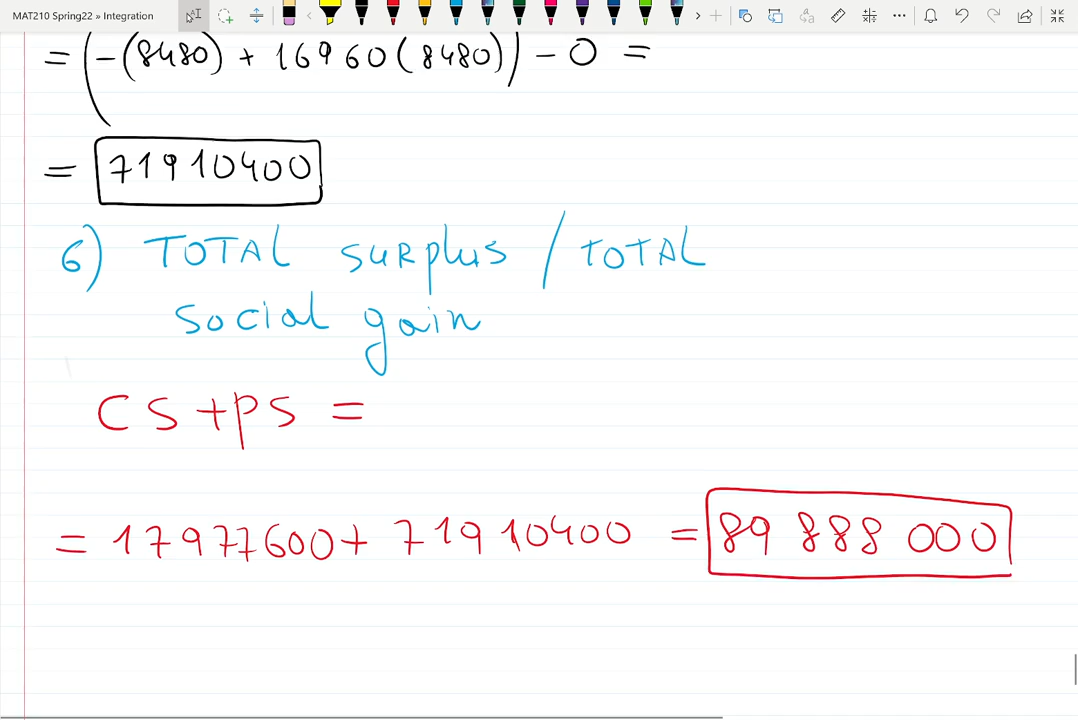 MAT210 Spring22 » Integration
= (-(8480) + 16960(8480)) - 0 =
= 71910400
6) TOTAL SURPLUS / TOTAL
SOCIAL gain
CS+PS =
= 17977600+ 71910400 = 89 888 000